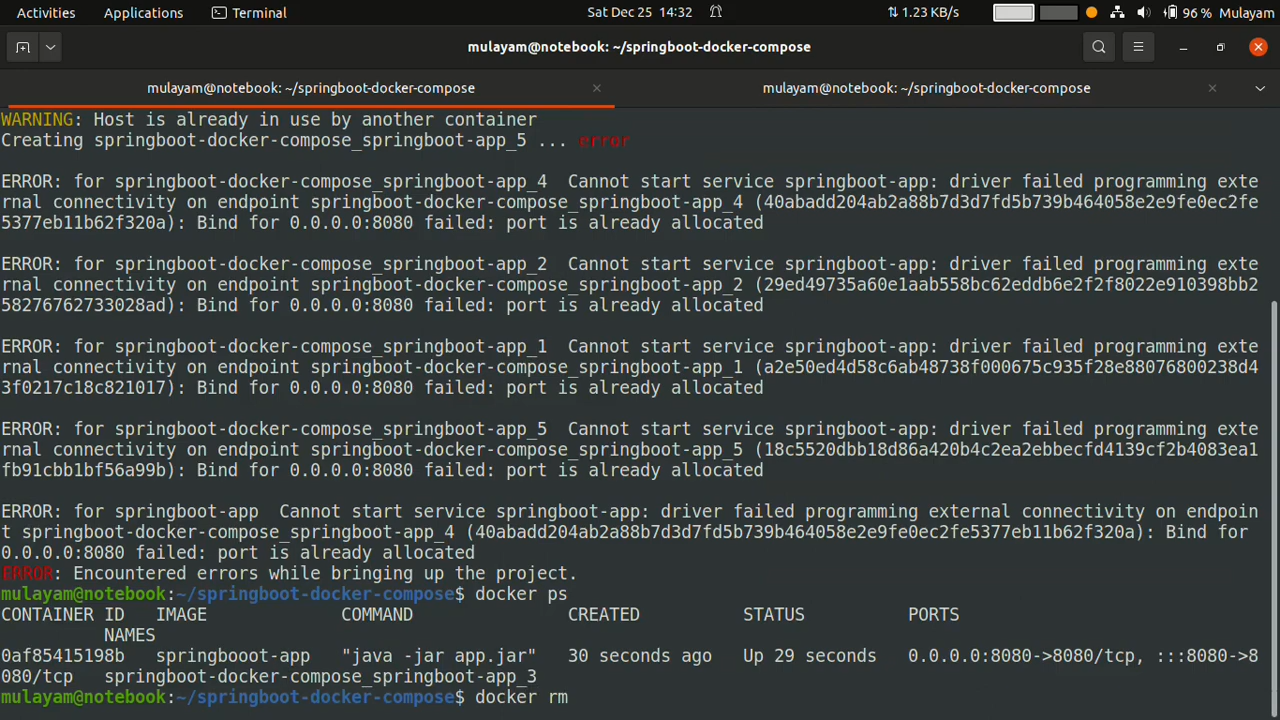 Activities Applications Terminal Sat Dec 25 14:32 1.23 KB/s 96 % Mulayam
mulayam@notebook: ~/springboot-docker-compose
mulayam@notebook: ~/springboot-docker-compose mulayam@notebook: ~/springboot-docker-compose
WARNING: Host is already in use by another container
Creating springboot-docker-compose_springboot-app_5 ... error
ERROR: for springboot-docker-compose_springboot-app_4  Cannot start service springboot-app: driver failed programming exte
rnal connectivity on endpoint springboot-docker-compose_springboot-app_4 (40abadd204ab2a88b7d3d7fd5b739b464058e2e9fe0ec2fe
5377eb11b62f320a): Bind for 0.0.0.0:8080 failed: port is already allocated
ERROR: for springboot-docker-compose_springboot-app_2  Cannot start service springboot-app: driver failed programming exte
rnal connectivity on endpoint springboot-docker-compose_springboot-app_2 (29ed49735a60e1aab558bc62eddb6e2f2f8022e910398bb2
58276762733028ad): Bind for 0.0.0.0:8080 failed: port is already allocated
ERROR: for springboot-docker-compose_springboot-app_1  Cannot start service springboot-app: driver failed programming exte
rnal connectivity on endpoint springboot-docker-compose_springboot-app_1 (a2e50ed4d58c6ab48738f000675c935f28e88076800238d4
3f0217c18c821017): Bind for 0.0.0.0:8080 failed: port is already allocated
ERROR: for springboot-docker-compose_springboot-app_5  Cannot start service springboot-app: driver failed programming exte
rnal connectivity on endpoint springboot-docker-compose_springboot-app_5 (18c5520dbb18d86a420b4c2ea2ebbecfd4139cf2b4083ea1
fb91cbb1bf56a99b): Bind for 0.0.0.0:8080 failed: port is already allocated
ERROR: for springboot-app  Cannot start service springboot-app: driver failed programming external connectivity on endpoin
t springboot-docker-compose_springboot-app_4 (40abadd204ab2a88b7d3d7fd5b739b464058e2e9fe0ec2fe5377eb11b62f320a): Bind for
0.0.0.0:8080 failed: port is already allocated
ERROR: Encountered errors while bringing up the project.
mulayam@notebook:~/springboot-docker-compose$ docker ps
CONTAINER ID   IMAGE            COMMAND               CREATED          STATUS          PORTS
NAMES
0af85415198b   springbooot-app   "java -jar app.jar"   30 seconds ago   Up 29 seconds   0.0.0.0:8080->8080/tcp, :::8080->8
080/tcp   springboot-docker-compose_springboot-app_3
mulayam@notebook:~/springboot-docker-compose$ docker rm